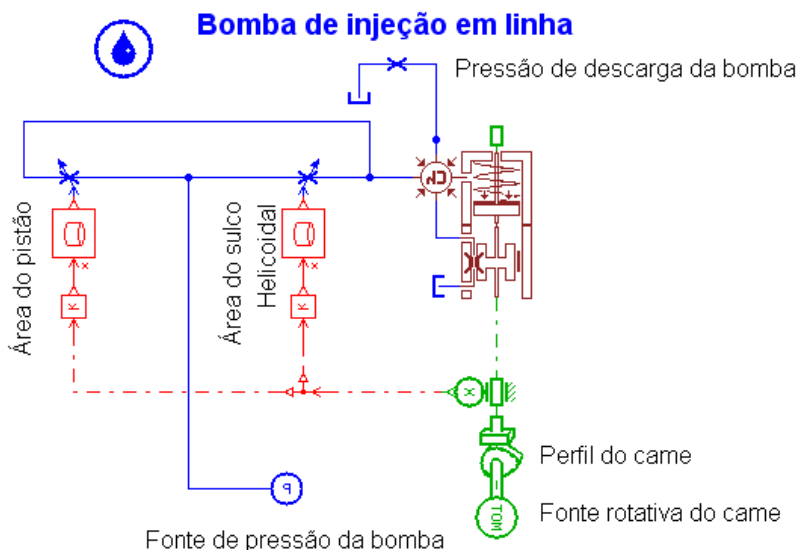 Bomba de injeção em linha
Pressão de descarga da bomba
Área do pistão
Área do sulco
Helicoidal
x
x
K
K
X
P
Perfil do came
TOM
Fonte rotativa do came
Fonte de pressão da bomba